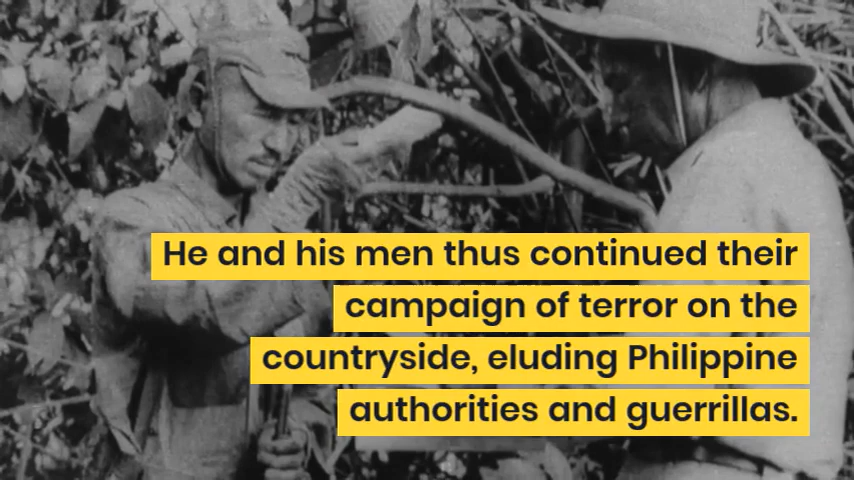 He and his men thus continued their
campaign of terror on the
countryside, eluding Philippine
authorities and guerrillas.